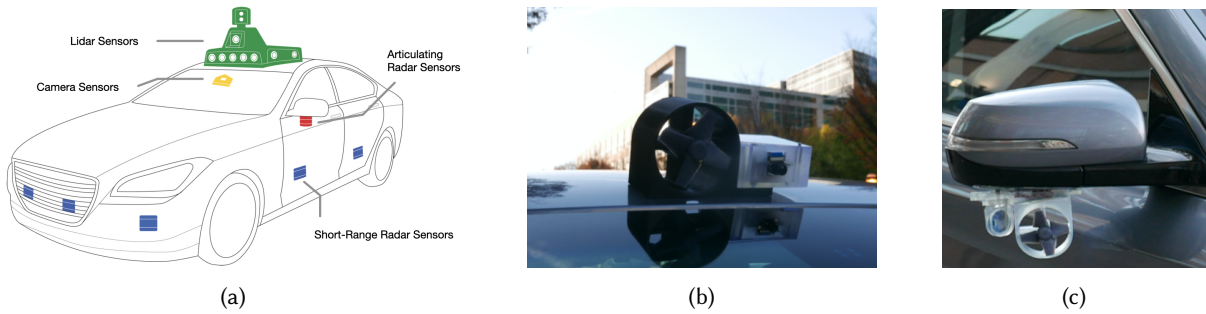 Lidar Sensors
Camera Sensors
Articulating
Radar Sensors
Short-Range Radar Sensors
(a)
(b)
(c)